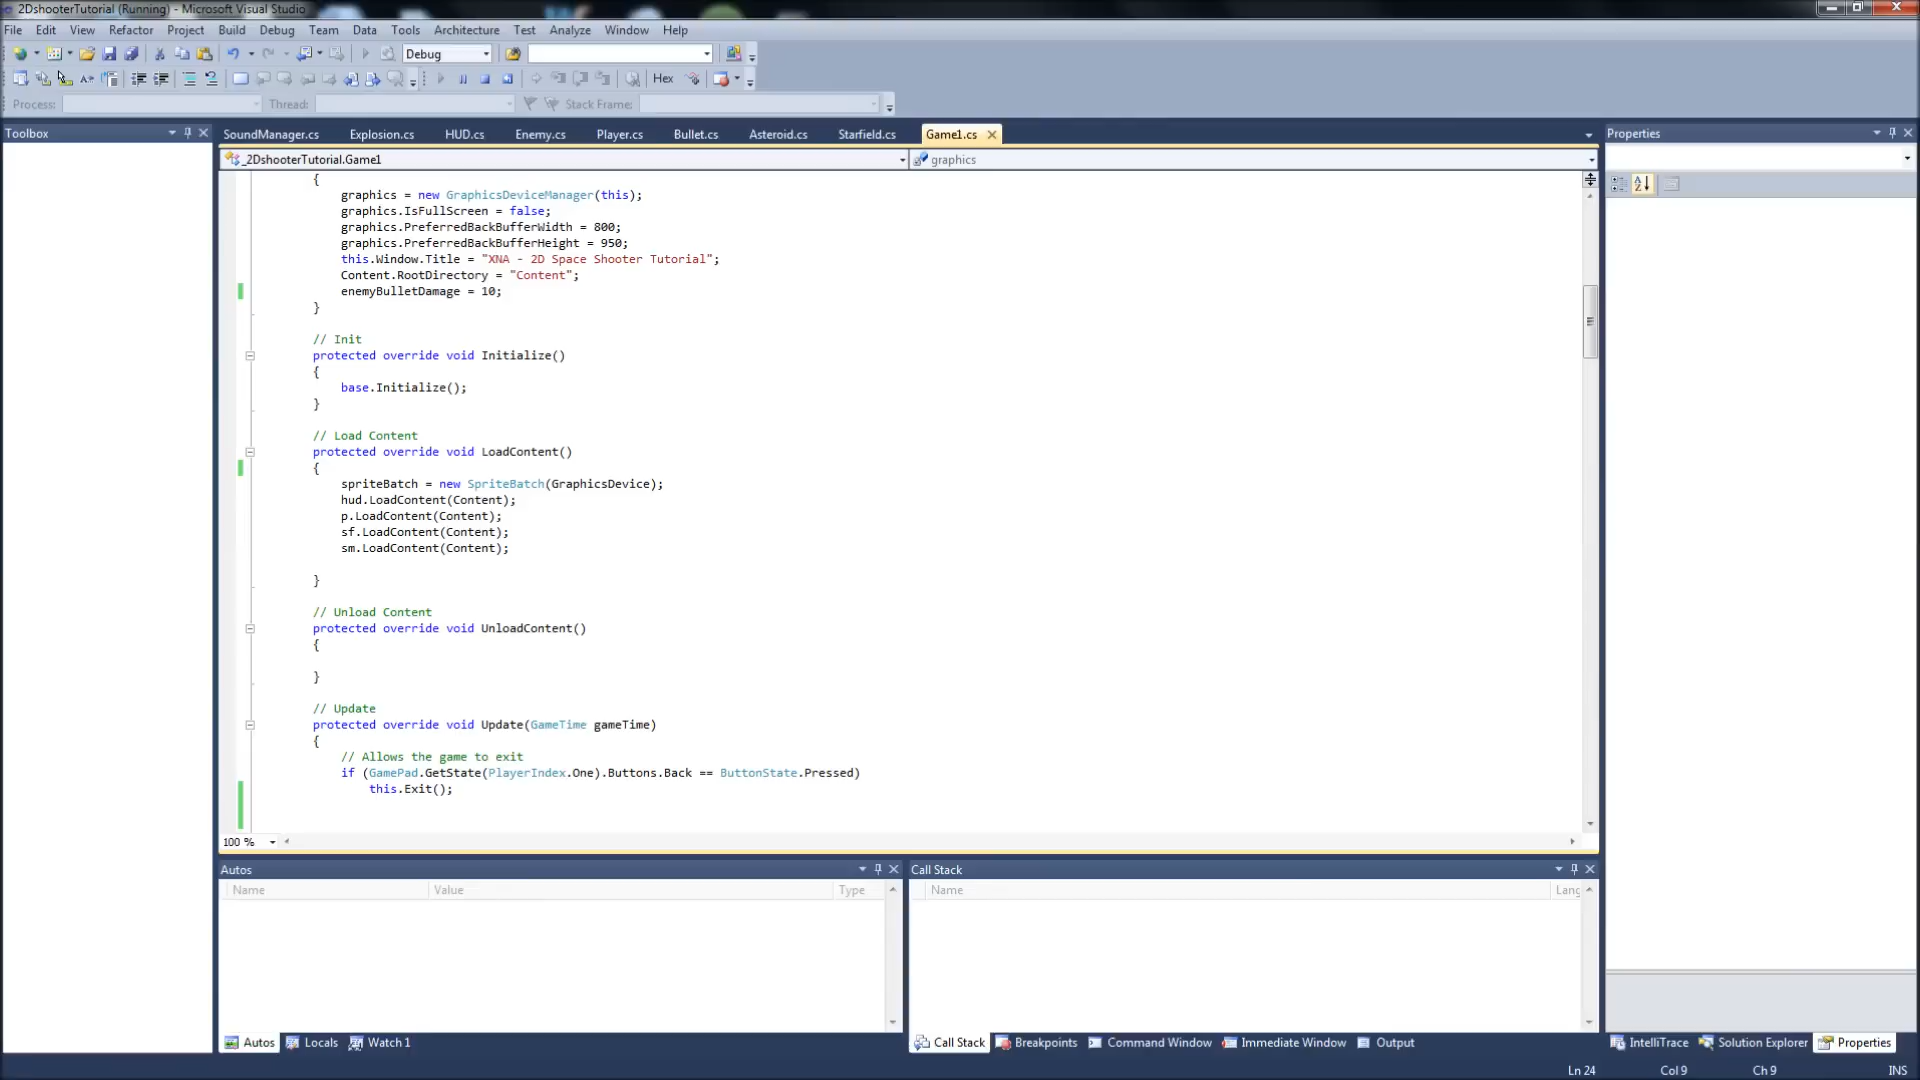 2DshooterTutorial (Running) - Microsoft Visual Studio
File Edit View Refactor Project Build Debug Team Data Tools Architecture Test Analyze Window Help
Debug
Hex
Process: Thread: Stack Frame:
Toolbox
SoundManager.cs Explosion.cs HUD.cs Enemy.cs Player.cs Bullet.cs Asteroid.cs Starfield.cs Game1.cs
Properties
_2DshooterTutorial.Game1 graphics
{
graphics = new GraphicsDeviceManager(this);
graphics.IsFullScreen = false;
graphics.PreferredBackBufferWidth = 800;
graphics.PreferredBackBufferHeight = 950;
this.Window.Title = "XNA - 2D Space Shooter Tutorial";
Content.RootDirectory = "Content";
enemyBulletDamage = 10;
}
// Init
protected override void Initialize()
{
base.Initialize();
}
// Load Content
protected override void LoadContent()
{
spriteBatch = new SpriteBatch(GraphicsDevice);
hud.LoadContent(Content);
p.LoadContent(Content);
sf.LoadContent(Content);
sm.LoadContent(Content);
}
// Unload Content
protected override void UnloadContent()
{
}
// Update
protected override void Update(GameTime gameTime)
{
// Allows the game to exit
if (GamePad.GetState(PlayerIndex.One).Buttons.Back == ButtonState.Pressed)
this.Exit();
100 %
Autos
Name Value Type
Call Stack
Name Lang
Autos Locals Watch 1
Call Stack Breakpoints Command Window Immediate Window Output
IntelliTrace Solution Explorer Properties
Ln 24 Col 9 Ch 9 INS